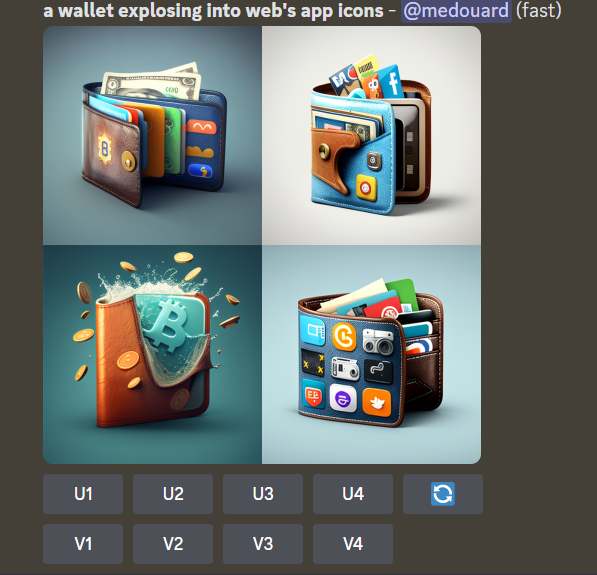 a wallet explosing into web's app icons - @medouard (fast)
U1 U2 U3 U4
V1 V2 V3 V4